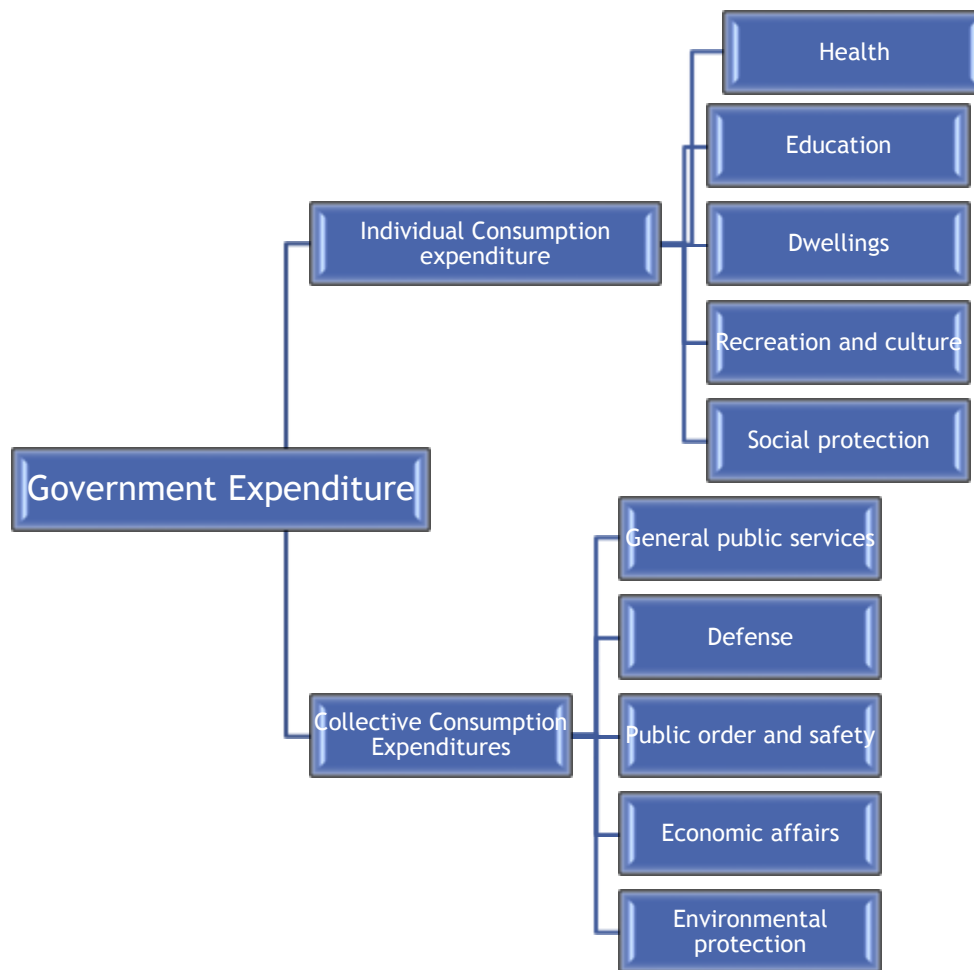 Health
Education
Individual Consumption
expenditure
Dwellings
Recreation and culture
Social protection
Government Expenditure
General public services
Defense
Collective Consumption
Expenditures
Public order and safety
Economic affairs
Environmental
protection